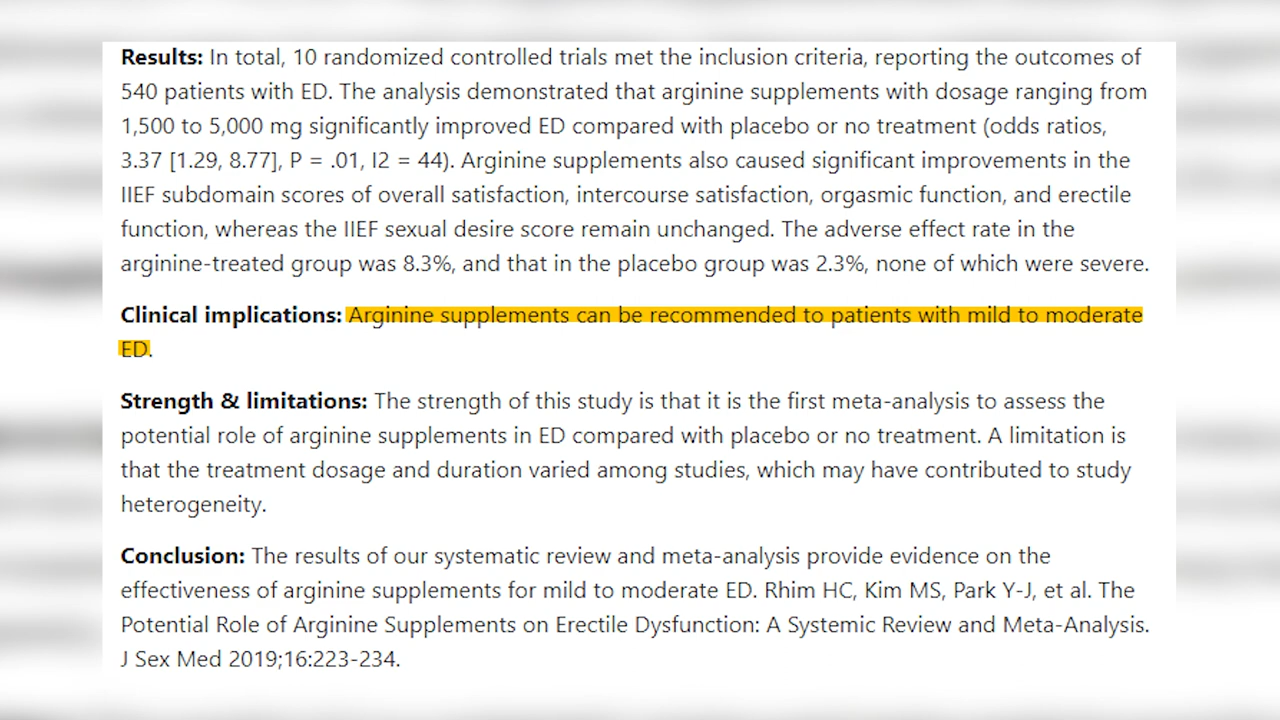 Results: In total, 10 randomized controlled trials met the inclusion criteria, reporting the outcomes of
540 patients with ED. The analysis demonstrated that arginine supplements with dosage ranging from
1,500 to 5,000 mg significantly improved ED compared with placebo or no treatment (odds ratios,
3.37 [1.29, 8.77], P = .01, I2 = 44). Arginine supplements also caused significant improvements in the
IIEF subdomain scores of overall satisfaction, intercourse satisfaction, orgasmic function, and erectile
function, whereas the IIEF sexual desire score remain unchanged. The adverse effect rate in the
arginine-treated group was 8.3%, and that in the placebo group was 2.3%, none of which were severe.
Clinical implications: Arginine supplements can be recommended to patients with mild to moderate
ED.
Strength & limitations: The strength of this study is that it is the first meta-analysis to assess the
potential role of arginine supplements in ED compared with placebo or no treatment. A limitation is
that the treatment dosage and duration varied among studies, which may have contributed to study
heterogeneity.
Conclusion: The results of our systematic review and meta-analysis provide evidence on the
effectiveness of arginine supplements for mild to moderate ED. Rhim HC, Kim MS, Park Y-J, et al. The
Potential Role of Arginine Supplements on Erectile Dysfunction: A Systemic Review and Meta-Analysis.
J Sex Med 2019;16:223-234.